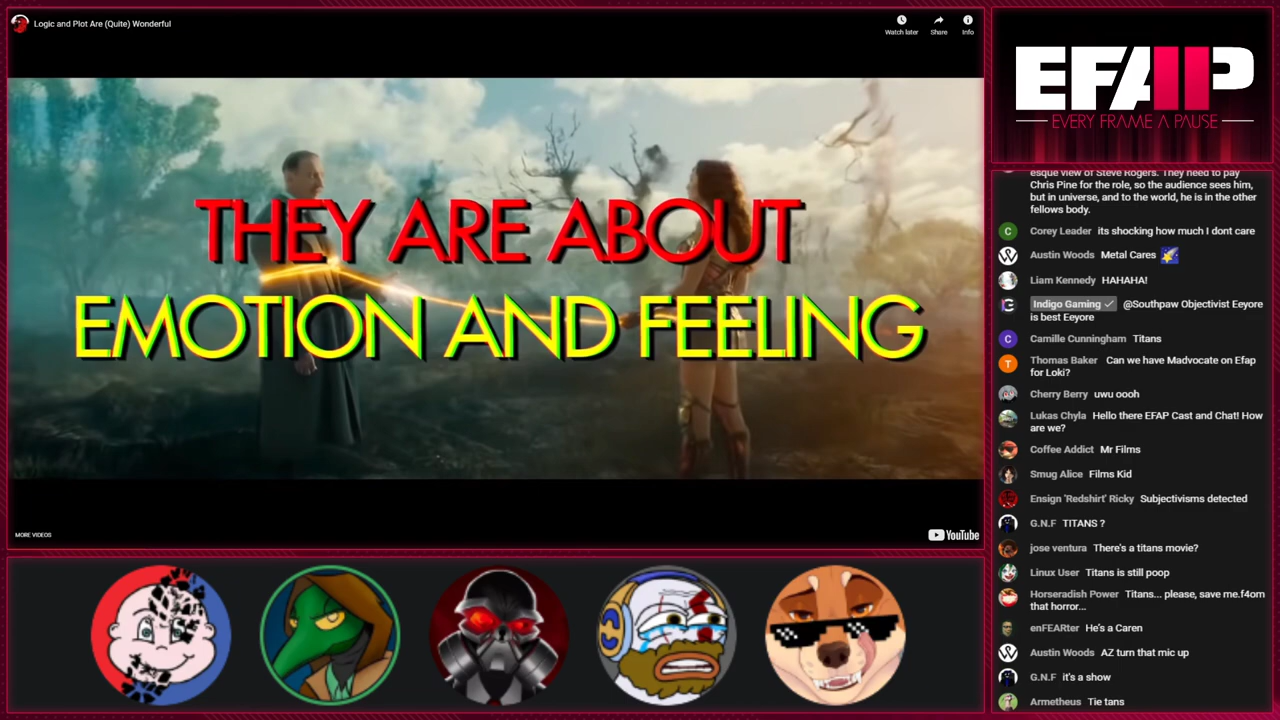 Logic and Plot Are (Quite) Wonderful
Watch later
Share
Info
THEY ARE ABOUT
EMOTION AND FEELING
MORE VIDEOS
YouTube
EFAP
EVERY FRAME A PAUSE
esque view of Steve Rogers. They need to pay
Chris Pine for the role, so the audience sees him,
but in universe, and to the world, he is in the other
fellows body.
Corey Leader its shocking how much I dont care
Austin Woods Metal Cares
Liam Kennedy HAHAHA!
Indigo Gaming @Southpaw Objectivist Eeyore
is best Eeyore
Camille Cunningham Titans
Thomas Baker Can we have Madvocate on Efap
for Loki?
Cherry Berry uwu oooh
Lukas Chyla Hello there EFAP Cast and Chat! How
are we?
Coffee Addict Mr Films
Smug Alice Films Kid
Ensign 'Redshirt' Ricky Subjectivisms detected
G.N.F TITANS ?
jose ventura There's a titans movie?
Linux User Titans is still poop
Horseradish Power Titans... please, save me.f4om
that horror...
enFEARter He's a Caren
Austin Woods AZ turn that mic up
G.N.F it's a show
Armetheus Tie tans